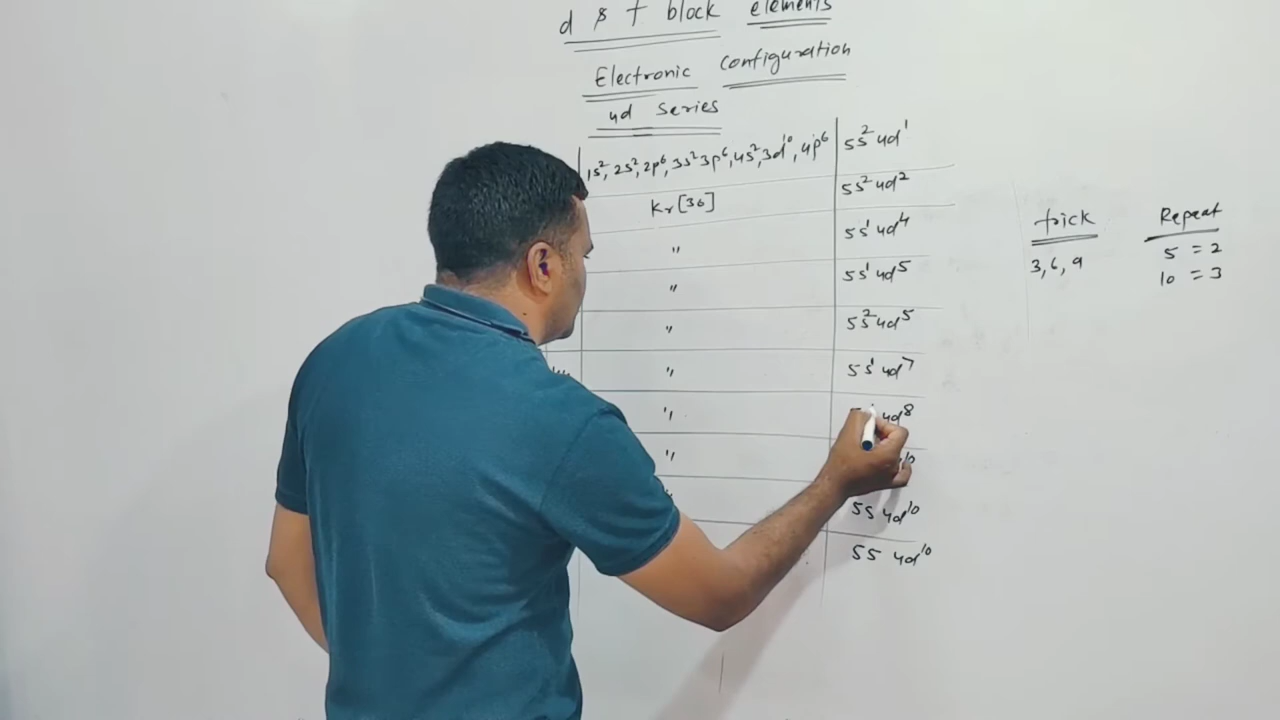 d & f block elements
Electronic configuration
4d Series
1s², 2s², 2p⁶, 3s² 3p⁶, 4s², 3d¹⁰, 4p⁶ 5s² 4d¹
Kr [36] 5s² 4d²
" 5s¹ 4d⁴
" 5s¹ 4d⁵
" 5s² 4d⁵
" 5s¹ 4d⁷
" 4d⁸
"
5s 4d¹⁰
5s 4d¹⁰
trick
3, 6, 9
Repeat
5 = 2
10 = 3